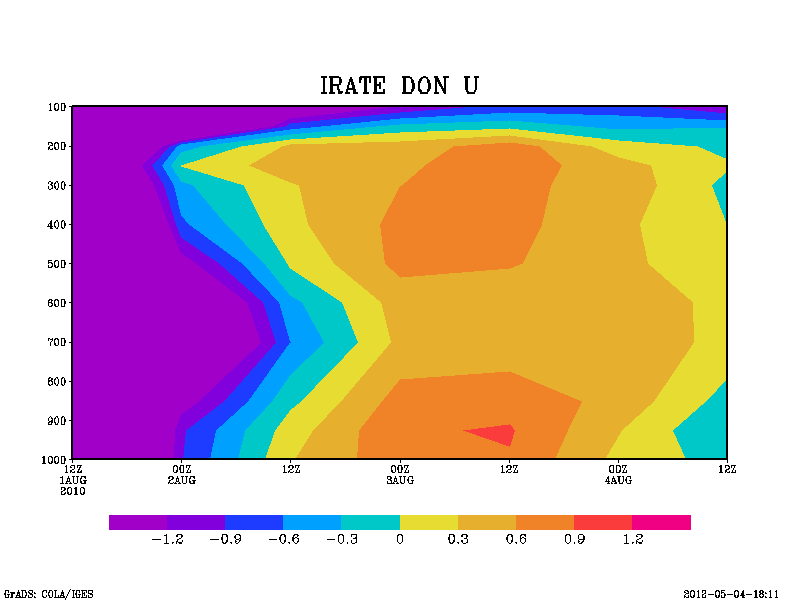 IRATE DON U
100
200
300
400
500
600
700
800
900
1000
12Z 00Z 12Z 00Z 12Z 00Z 12Z
1AUG 2AUG 3AUG 4AUG
2010
-1.2 -0.9 -0.6 -0.3 0 0.3 0.6 0.9 1.2
GrADS: COLA/IGES 2012-05-04-18:11